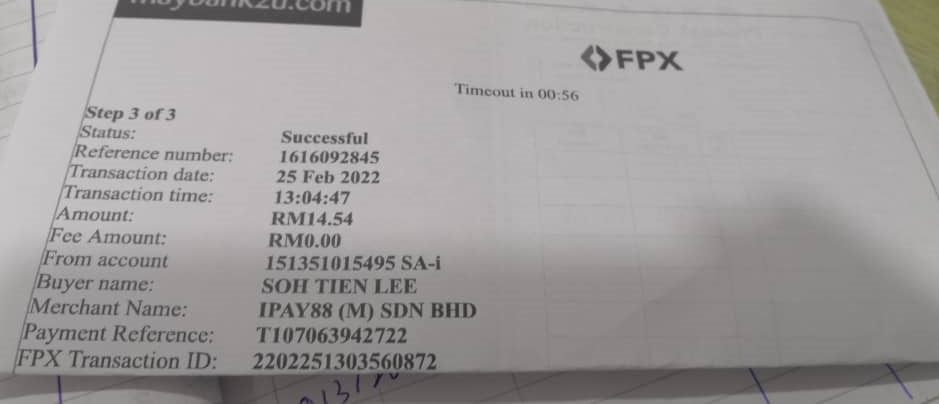 maybank2u.com
FPX
Timeout in 00:56
Step 3 of 3
Status: Successful
Reference number: 1616092845
Transaction date: 25 Feb 2022
Transaction time: 13:04:47
Amount: RM14.54
Fee Amount: RM0.00
From account 151351015495 SA-i
Buyer name: SOH TIEN LEE
Merchant Name: IPAY88 (M) SDN BHD
Payment Reference: T107063942722
FPX Transaction ID: 2202251303560872